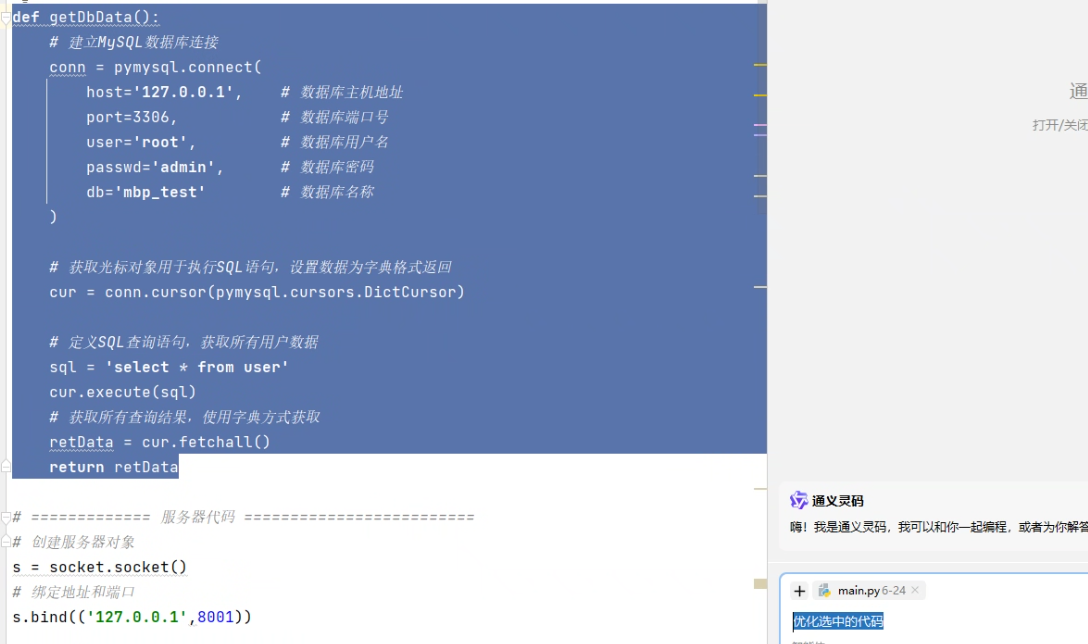 def getDbData():
# 建立MySQL数据库连接
conn = pymysql.connect(
host='127.0.0.1', # 数据库主机地址
port=3306, # 数据库端口号
user='root', # 数据库用户名
passwd='admin', # 数据库密码
db='mbp_test' # 数据库名称
)
# 获取光标对象用于执行SQL语句，设置数据为字典格式返回
cur = conn.cursor(pymysql.cursors.DictCursor)
# 定义SQL查询语句，获取所有用户数据
sql = 'select * from user'
cur.execute(sql)
# 获取所有查询结果，使用字典方式获取
retData = cur.fetchall()
return retData
# ============= 服务器代码 =========================
# 创建服务器对象
s = socket.socket()
# 绑定地址和端口
s.bind(('127.0.0.1',8001))
通
打开/关闭
通义灵码
嗨！我是通义灵码，我可以和你一起编程，或者为你解答
+ main.py 6-24 ×
优化选中的代码